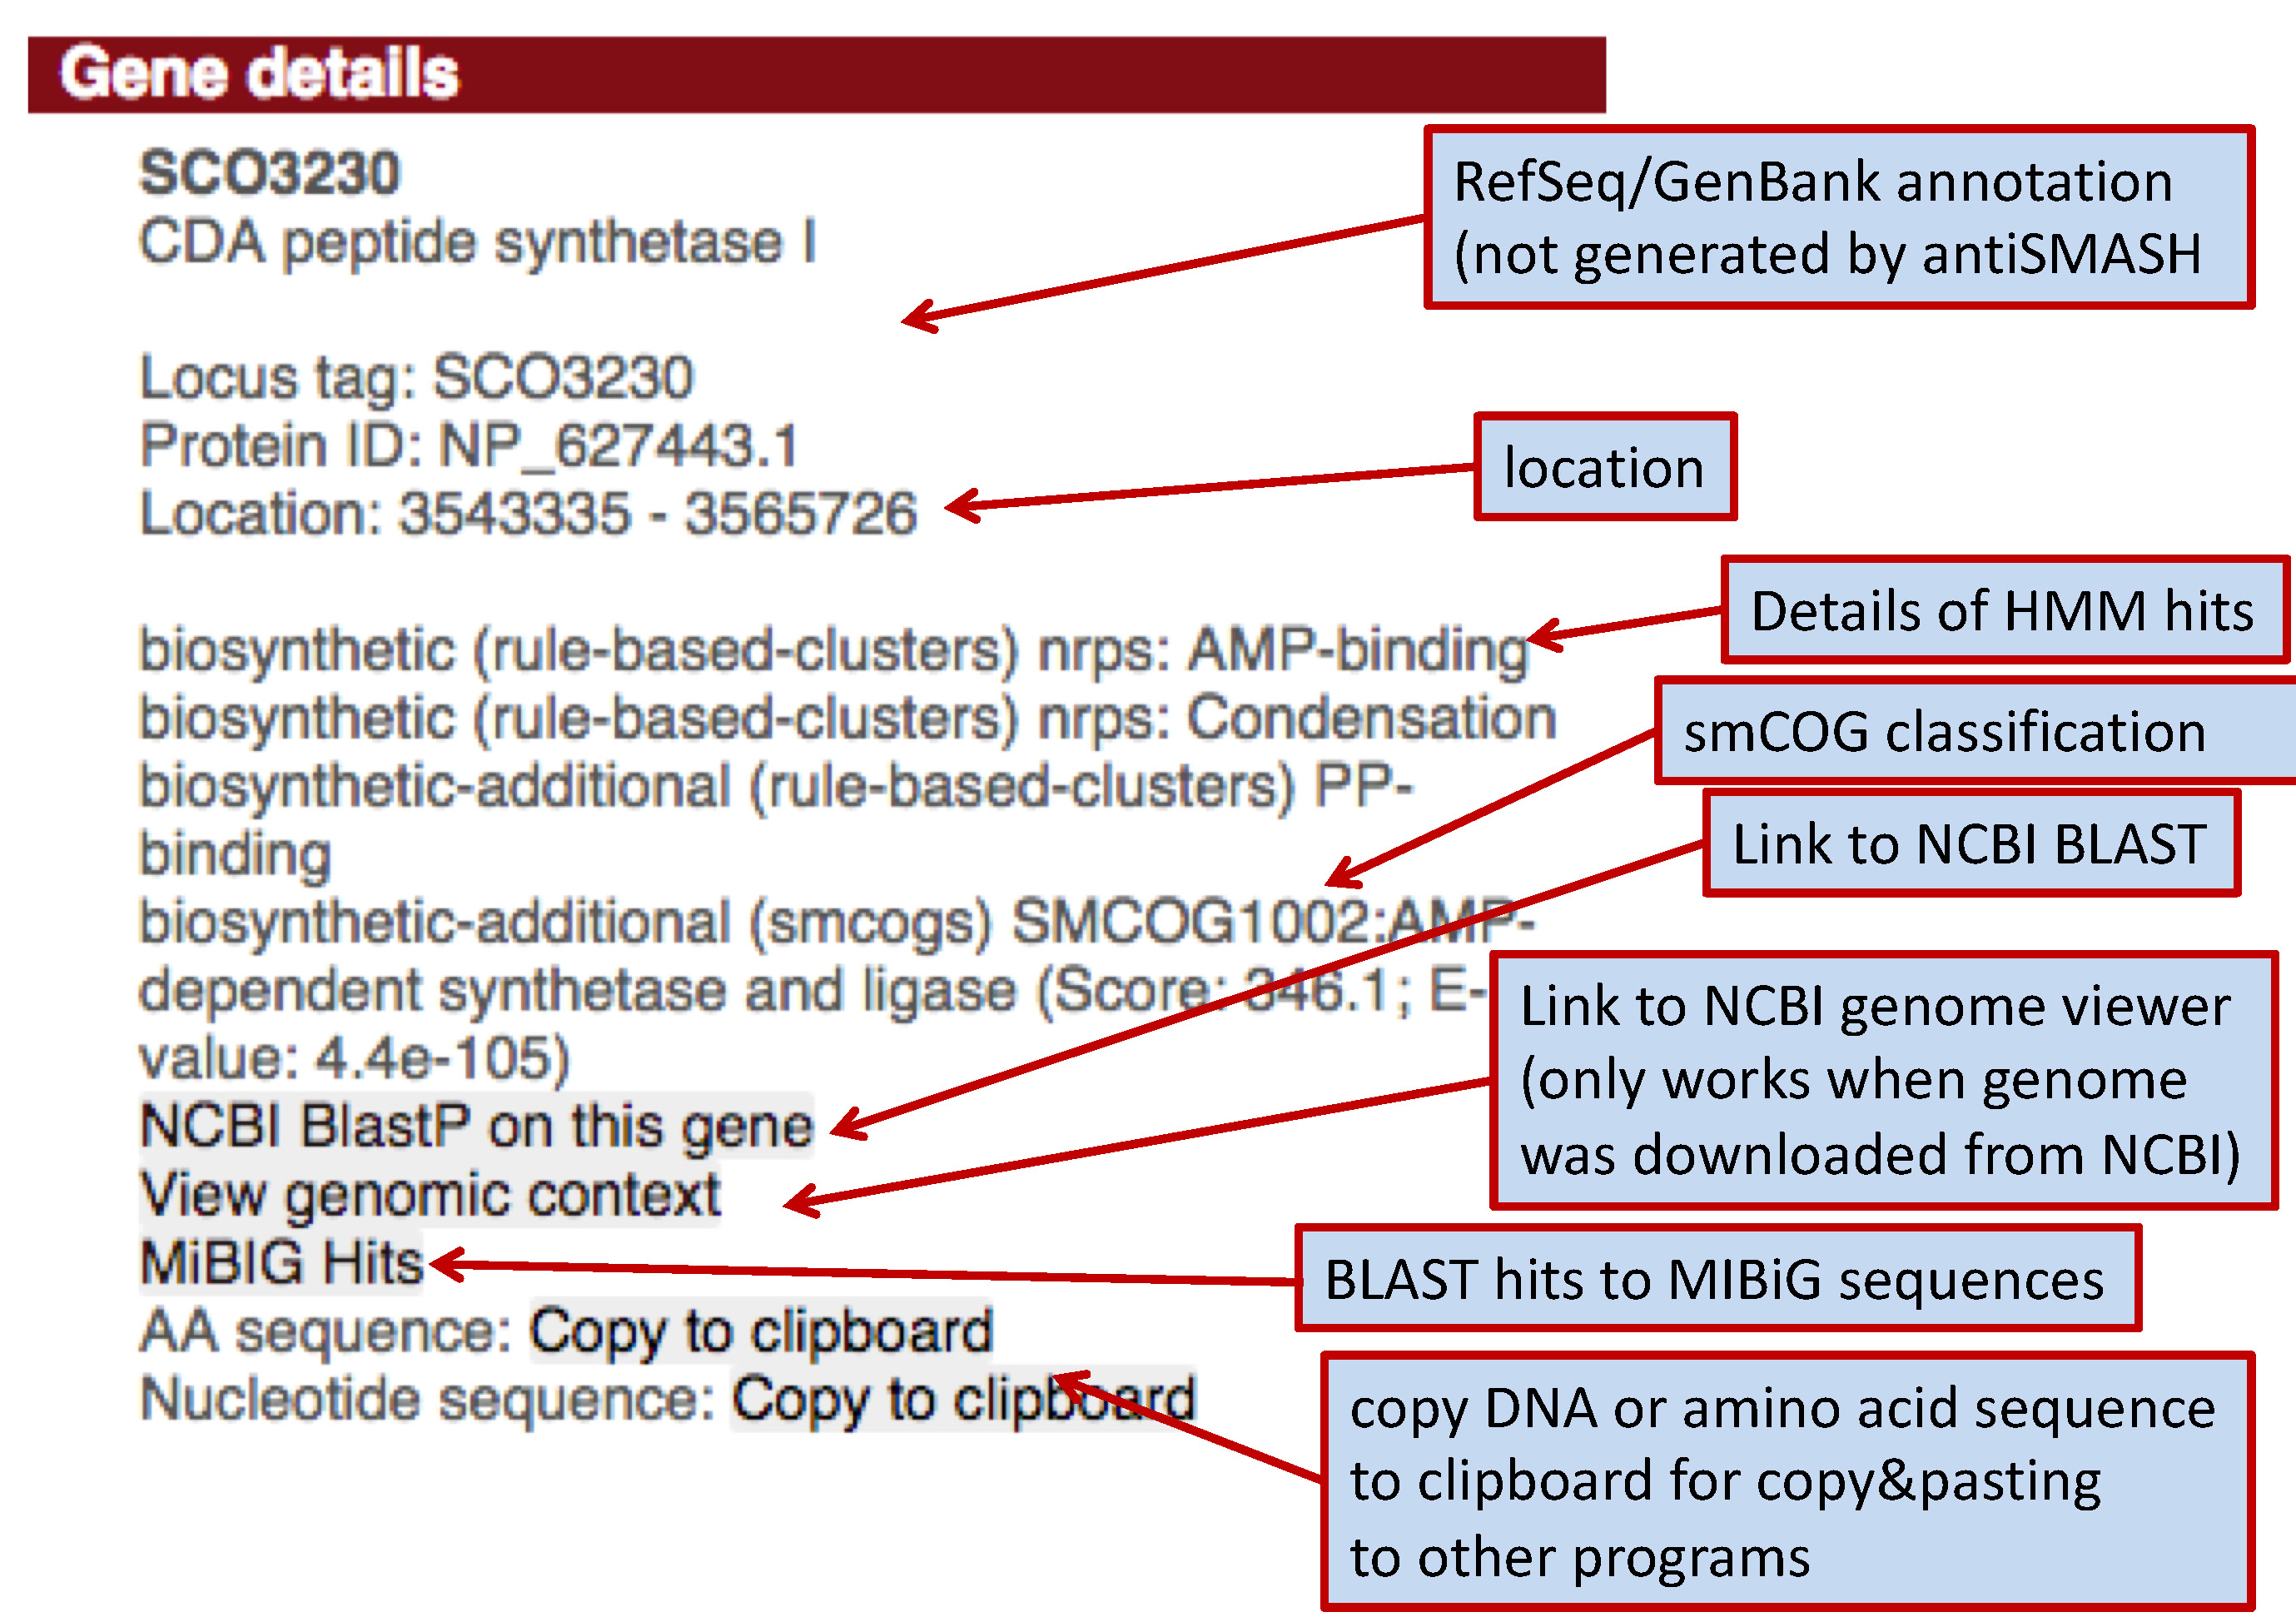 Gene details
SCO3230
CDA peptide synthetase I
RefSeq/GenBank annotation
(not generated by antiSMASH
Locus tag: SCO3230
Protein ID: NP_627443.1
Location: 3543335 - 3565726
location
Details of HMM hits
biosynthetic (rule-based-clusters) nrps: AMP-binding
biosynthetic (rule-based-clusters) nrps: Condensation
biosynthetic-additional (rule-based-clusters) PP-
binding
biosynthetic-additional (smcogs) SMCOG1002:AMP-
dependent synthetase and ligase (Score: 346.1; E-
value: 4.4e-105)
smCOG classification
Link to NCBI BLAST
NCBI BlastP on this gene
View genomic context
MiBIG Hits
AA sequence: Copy to clipboard
Nucleotide sequence: Copy to clipboard
Link to NCBI genome viewer
(only works when genome
was downloaded from NCBI)
BLAST hits to MIBiG sequences
copy DNA or amino acid sequence
to clipboard for copy&pasting
to other programs